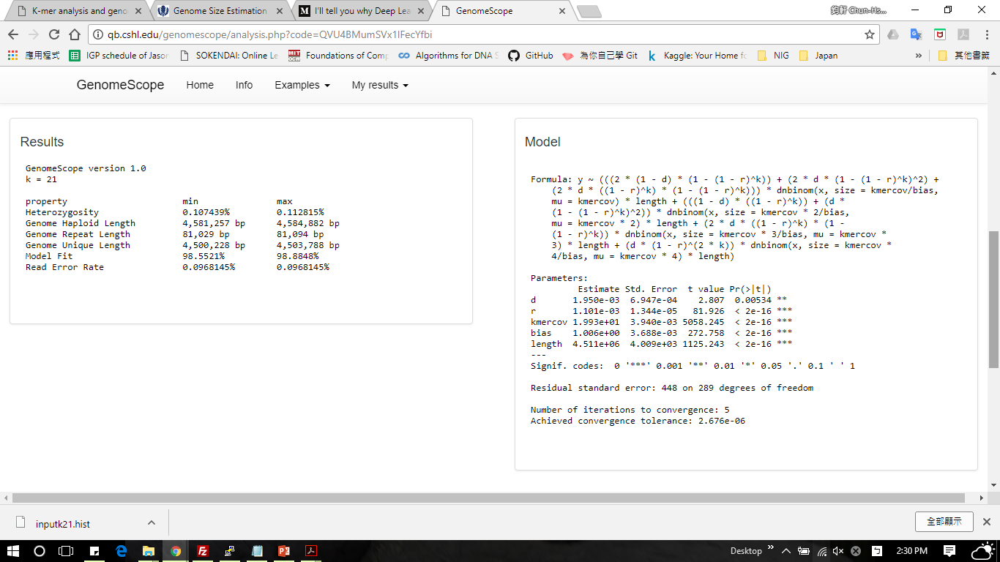 K-mer analysis and geno
Genome Size Estimation
I'll tell you why Deep Lea
GenomeScope
鈞軒 Chun-Hs...
qb.cshl.edu/genomescope/analysis.php?code=QVU4BMumSVx1IFecYfbi
應用程式
IGP schedule of Jason
SOKENDAI: Online Le
MIT OCW Foundations of Comp
Algorithms for DNA S
GitHub
為你自己學 Git
Kaggle: Your Home fo
NIG
Japan
»
其他書籤
GenomeScope
Home
Info
Examples
My results
Results
GenomeScope version 1.0
k = 21
property min max
Heterozygosity 0.107439% 0.112815%
Genome Haploid Length 4,581,257 bp 4,584,882 bp
Genome Repeat Length 81,029 bp 81,094 bp
Genome Unique Length 4,500,228 bp 4,503,788 bp
Model Fit 98.5521% 98.8848%
Read Error Rate 0.0968145% 0.0968145%
Model
Formula: y ~ (((2 * (1 - d) * (1 - (1 - r)^k)) + (2 * d * (1 - (1 - r)^k)^2) +
(2 * d * ((1 - r)^k) * (1 - (1 - r)^k))) * dnbinom(x, size = kmercov/bias,
mu = kmercov) * length + (((1 - d) * ((1 - r)^k)) + (d *
(1 - (1 - r)^k)^2)) * dnbinom(x, size = kmercov * 2/bias,
mu = kmercov * 2) * length + (2 * d * ((1 - r)^k) * (1 -
(1 - r)^k)) * dnbinom(x, size = kmercov * 3/bias, mu = kmercov *
3) * length + (d * (1 - r)^(2 * k)) * dnbinom(x, size = kmercov *
4/bias, mu = kmercov * 4) * length)
Parameters:
Estimate Std. Error t value Pr(>|t|)
d 1.950e-03 6.947e-04 2.807 0.00534 **
r 1.101e-03 1.344e-05 81.926 < 2e-16 ***
kmercov 1.993e+01 3.940e-03 5058.245 < 2e-16 ***
bias 1.006e+00 3.688e-03 272.758 < 2e-16 ***
length 4.511e+06 4.009e+03 1125.243 < 2e-16 ***
---
Signif. codes: 0 '***' 0.001 '**' 0.01 '*' 0.05 '.' 0.1 ' ' 1
Residual standard error: 448 on 289 degrees of freedom
Number of iterations to convergence: 5
Achieved convergence tolerance: 2.676e-06
inputk21.hist
全部顯示
Desktop
»
2:30 PM